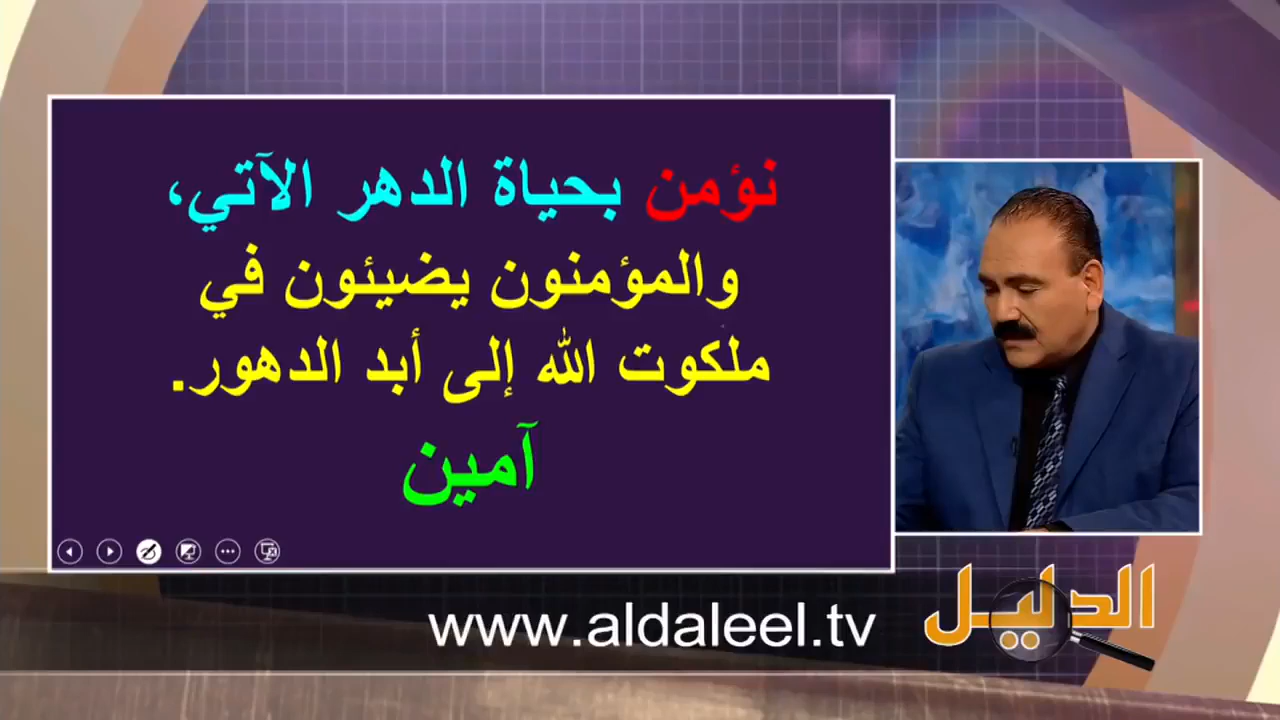 نؤمن بحياة الدهر الآتي،
والمؤمنون يضيئون في
ملكوت الله إلى أبد الدهور.
آمين
الدليل
www.aldaleel.tv